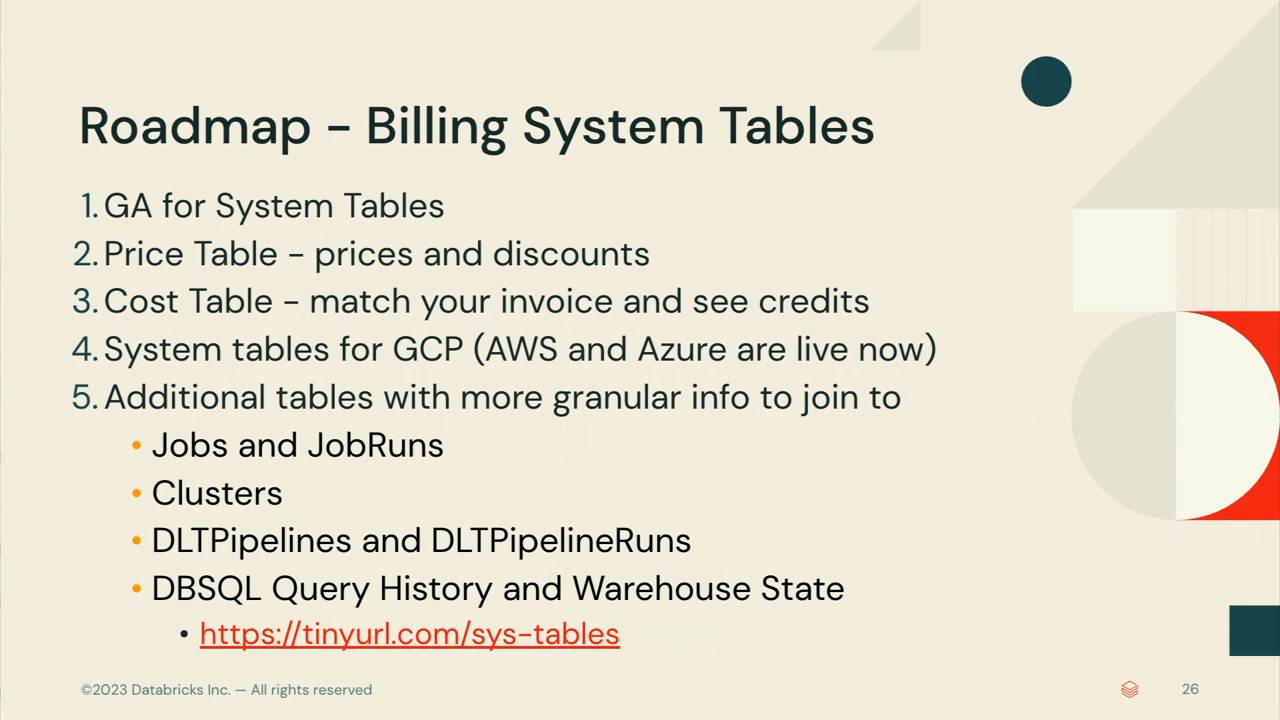 Roadmap - Billing System Tables
1. GA for System Tables
2. Price Table - prices and discounts
3. Cost Table - match your invoice and see credits
4. System tables for GCP (AWS and Azure are live now)
5. Additional tables with more granular info to join to
• Jobs and JobRuns
• Clusters
• DLTPipelines and DLTPipelineRuns
• DBSQL Query History and Warehouse State
• https://tinyurl.com/sys-tables
©2023 Databricks Inc. — All rights reserved
26